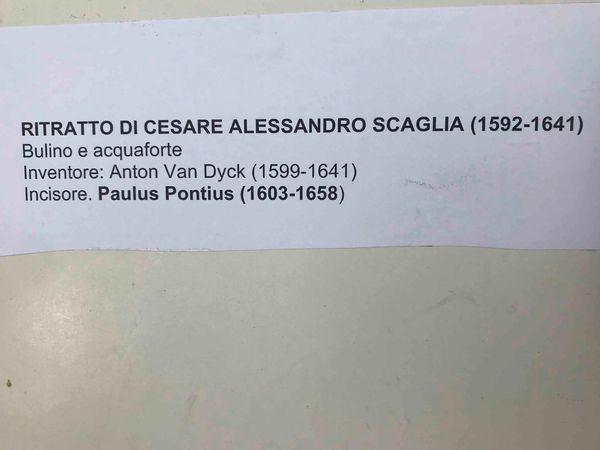 RITRATTO DI CESARE ALESSANDRO SCAGLIA (1592-1641)
Bulino e acquaforte
Inventore: Anton Van Dyck (1599-1641)
Incisore. Paulus Pontius (1603-1658)